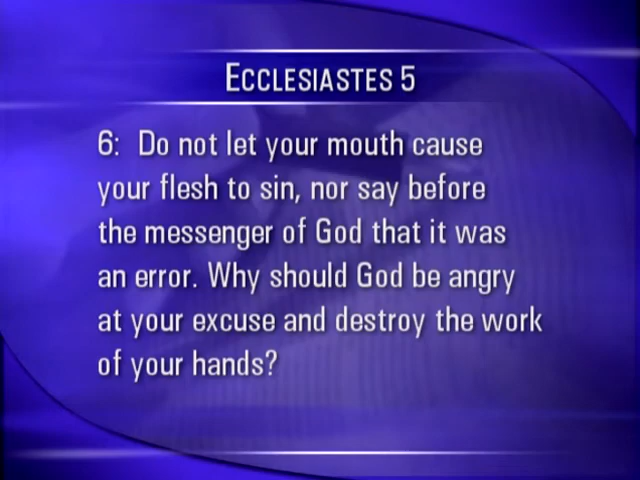 ECCLESIASTES 5
6: Do not let your mouth cause
your flesh to sin, nor say before
the messenger of God that it was
an error. Why should God be angry
at your excuse and destroy the work
of your hands?